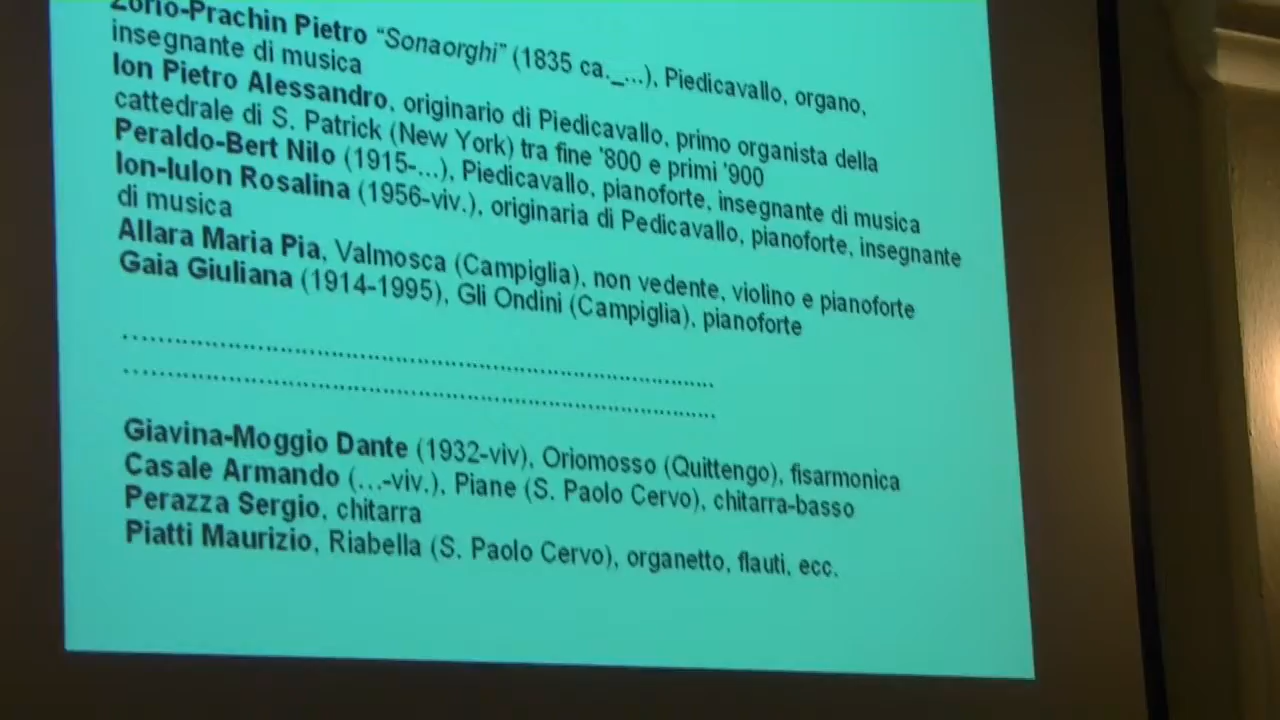 Zorio-Prachin Pietro “Sonaorghi” (1835 ca._...), Piedicavallo, organo,
insegnante di musica
Ion Pietro Alessandro, originario di Piedicavallo, primo organista della
cattedrale di S. Patrick (New York) tra fine '800 e primi '900
Peraldo-Bert Nilo (1915-...), Piedicavallo, pianoforte, insegnante di musica
Ion-Iulon Rosalina (1956-viv.), originaria di Pedicavallo, pianoforte, insegnante
di musica
Allara Maria Pia, Valmosca (Campiglia), non vedente, violino e pianoforte
Gaia Giuliana (1914-1995), Gli Ondini (Campiglia), pianoforte
................................................................................
................................................................................
Giavina-Moggio Dante (1932-viv), Oriomosso (Quittengo), fisarmonica
Casale Armando (...-viv.), Piane (S. Paolo Cervo), chitarra-basso
Perazza Sergio, chitarra
Piatti Maurizio, Riabella (S. Paolo Cervo), organetto, flauti, ecc.